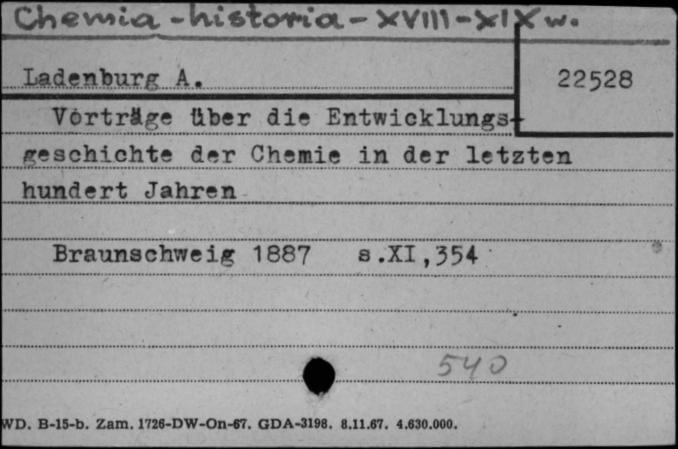 Chemia - historia - XVIII - XIX w.
Ladenburg A.
22528
Vorträge über die Entwicklungs-
geschichte der Chemie in der letzten
hundert Jahren
Braunschweig 1887 s.XI,354
540
WD. B-15-b. Zam. 1726-DW-On-67. GDA-3198. 8.11.67. 4.630.000.